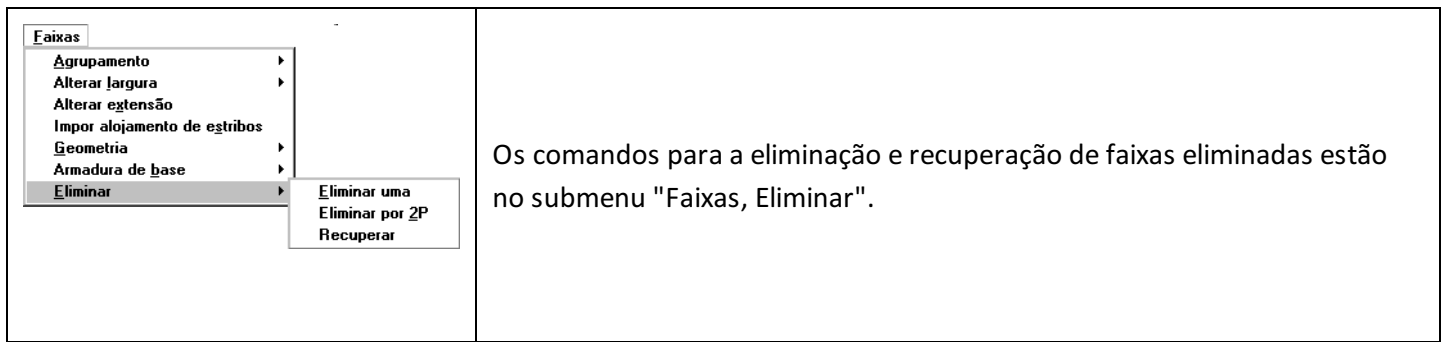 Faixas
Agrupamento
Alterar largura
Alterar extensão
Impor alojamento de estribos
Geometria
Armadura de base
Eliminar
Eliminar uma
Eliminar por 2P
Recuperar
Os comandos para a eliminação e recuperação de faixas eliminadas estão
no submenu "Faixas, Eliminar".